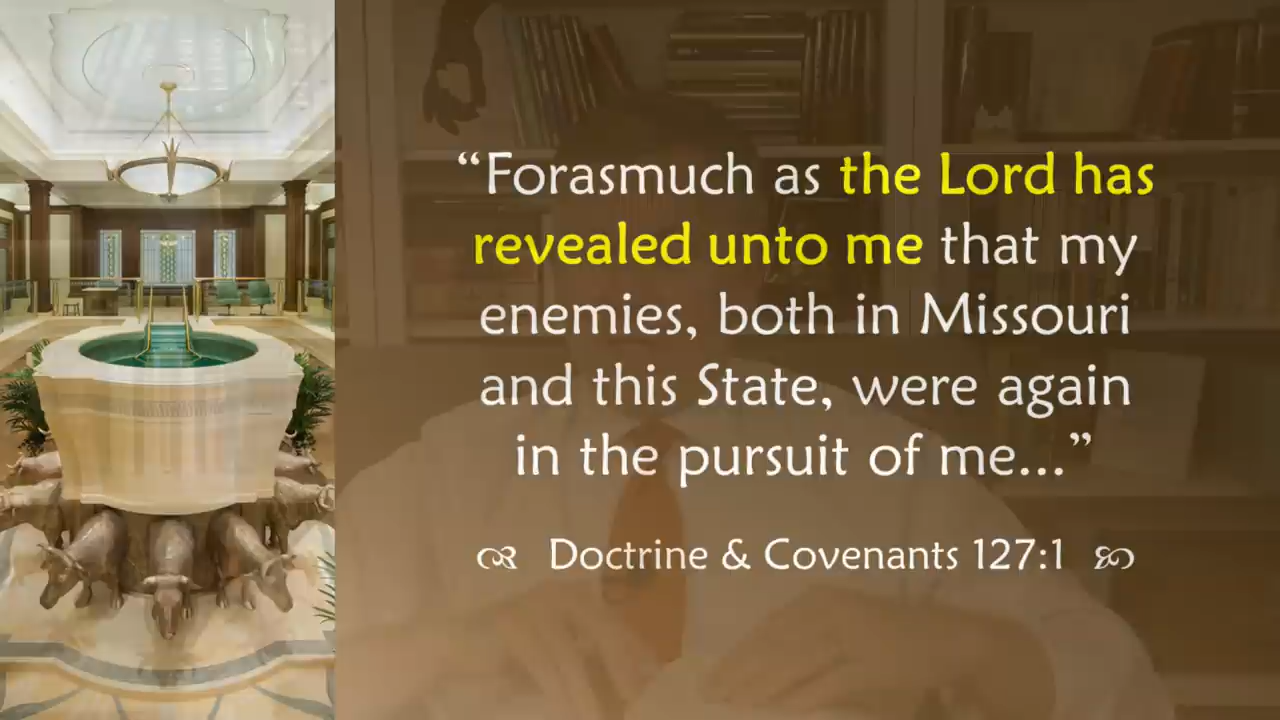 “Forasmuch as the Lord has
revealed unto me that my
enemies, both in Missouri
and this State, were again
in the pursuit of me...”
Doctrine & Covenants 127:1